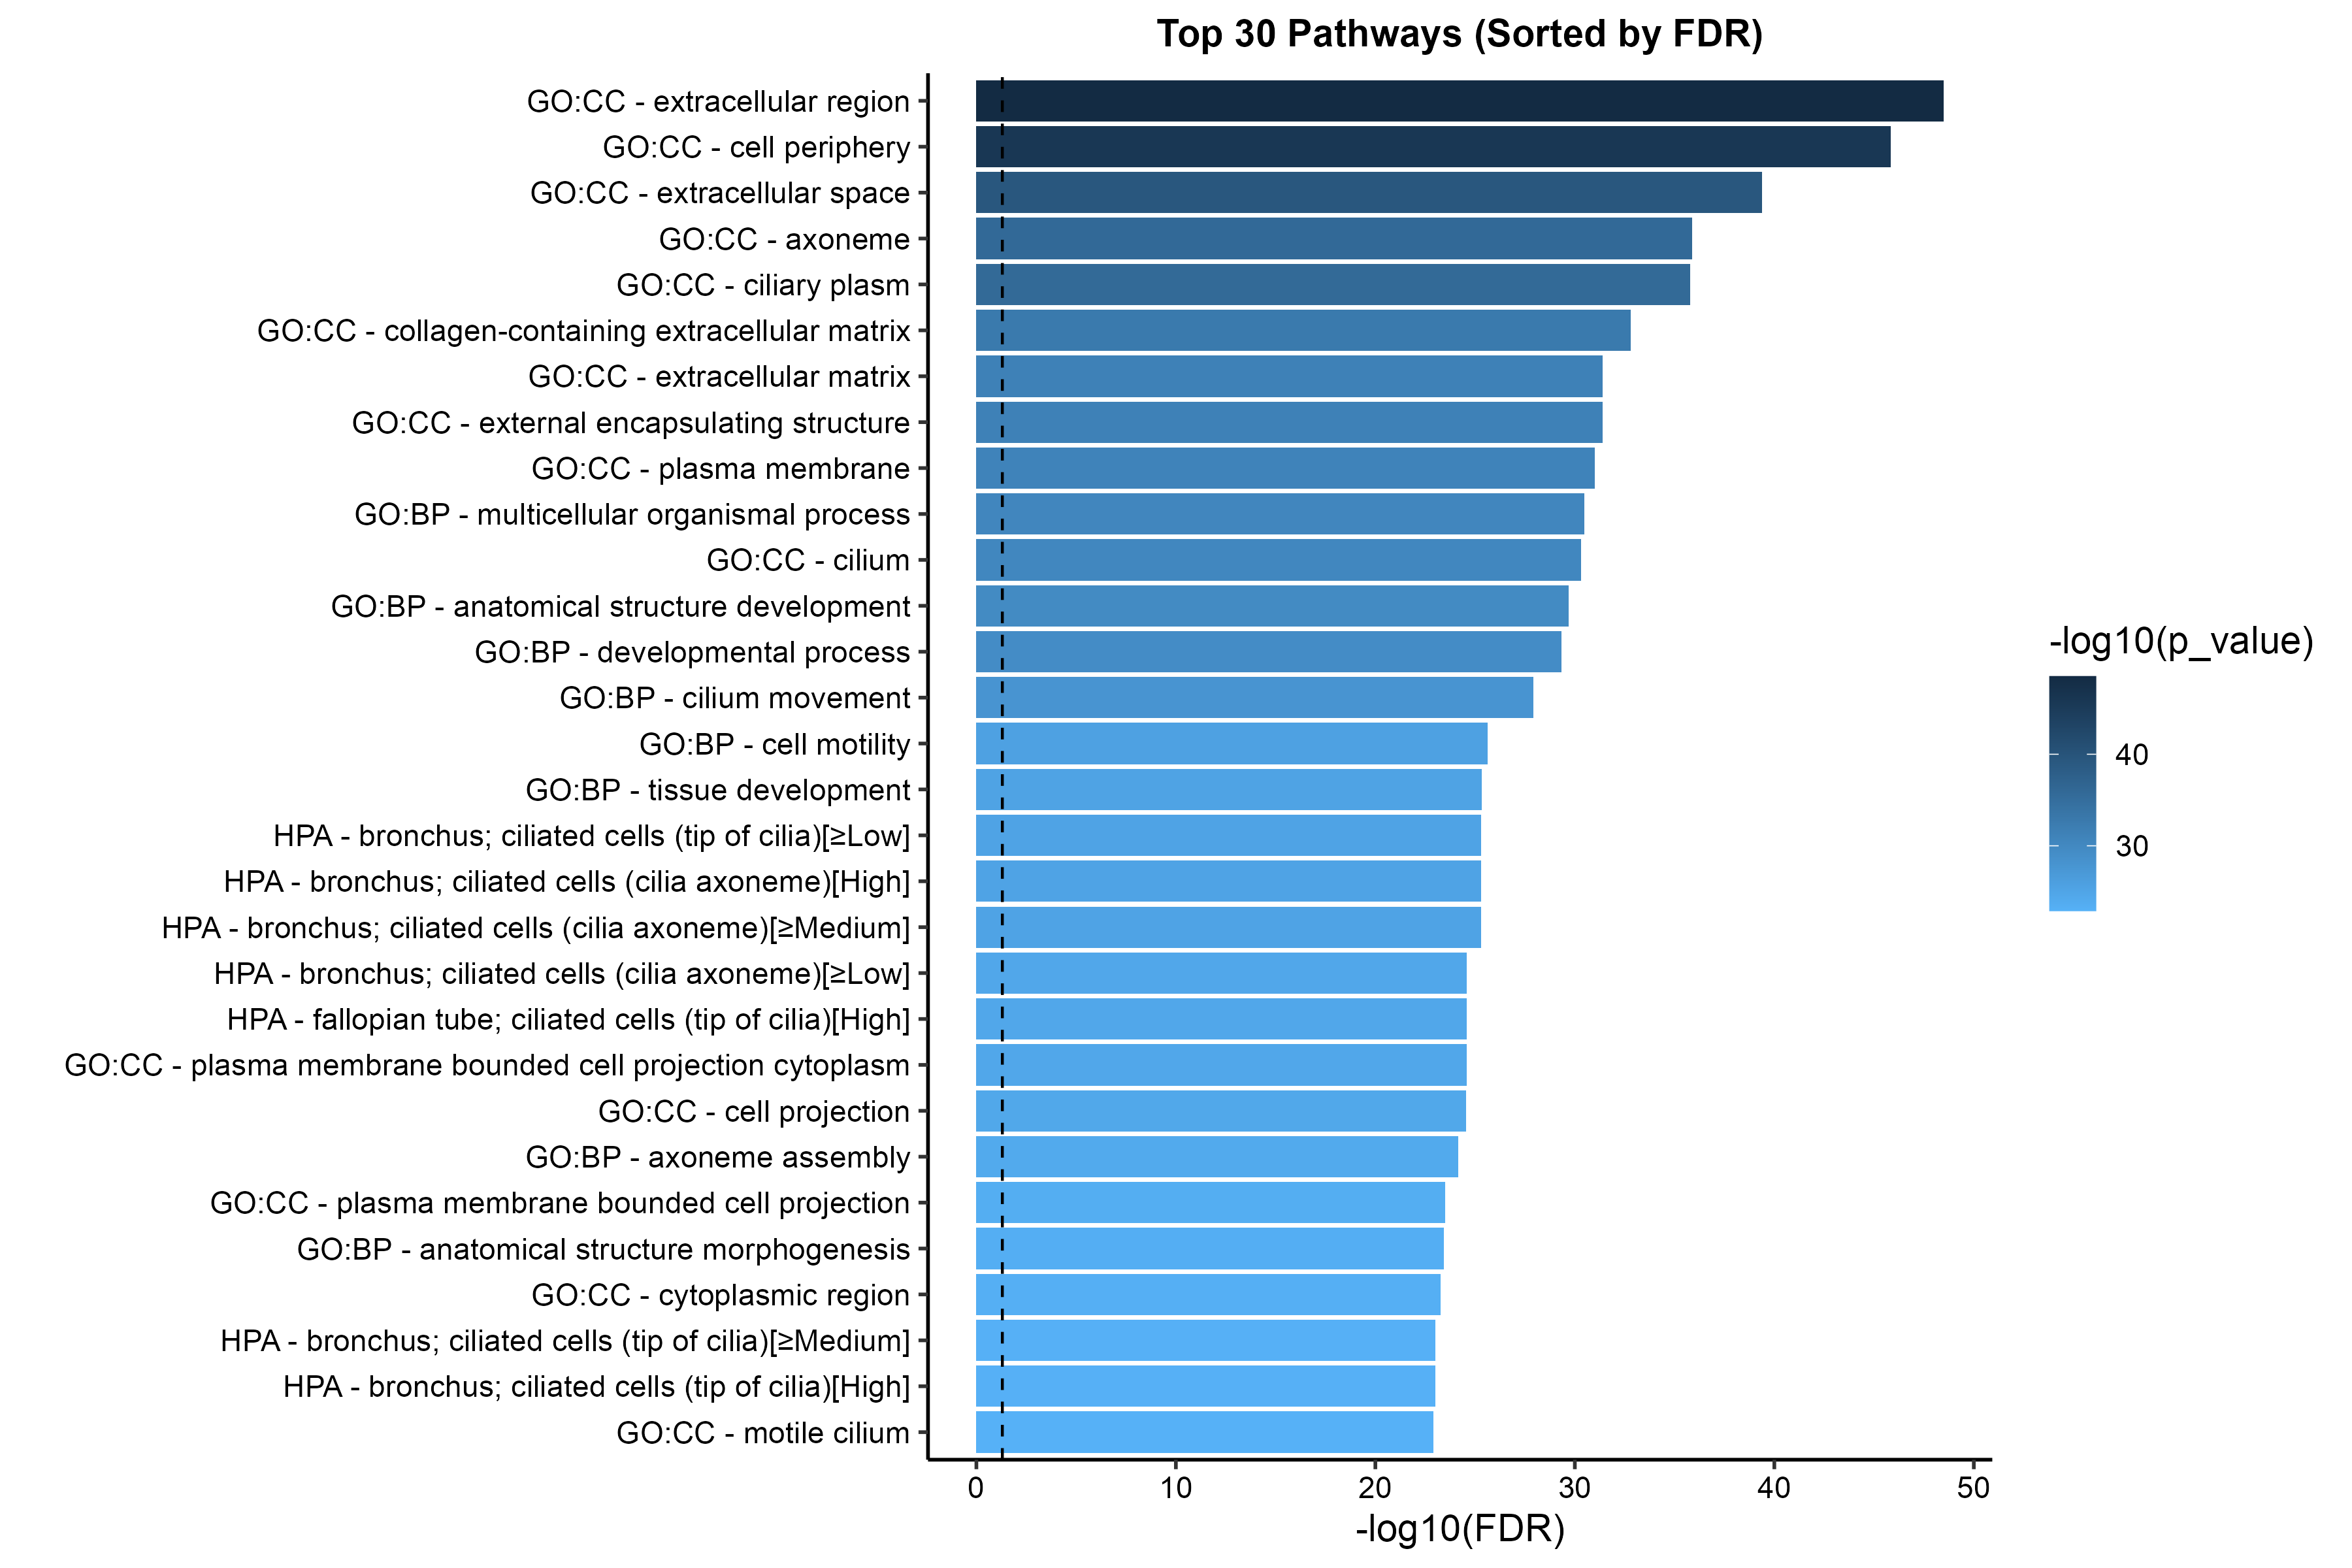 Top 30 Pathways (Sorted by FDR)
GO:CC - extracellular region
GO:CC - cell periphery
GO:CC - extracellular space
GO:CC - axoneme
GO:CC - ciliary plasm
GO:CC - collagen-containing extracellular matrix
GO:CC - extracellular matrix
GO:CC - external encapsulating structure
GO:CC - plasma membrane
GO:BP - multicellular organismal process
GO:CC - cilium
GO:BP - anatomical structure development
GO:BP - developmental process
GO:BP - cilium movement
GO:BP - cell motility
GO:BP - tissue development
HPA - bronchus; ciliated cells (tip of cilia)[≥Low]
HPA - bronchus; ciliated cells (cilia axoneme)[High]
HPA - bronchus; ciliated cells (cilia axoneme)[≥Medium]
HPA - bronchus; ciliated cells (cilia axoneme)[≥Low]
HPA - fallopian tube; ciliated cells (tip of cilia)[High]
GO:CC - plasma membrane bounded cell projection cytoplasm
GO:CC - cell projection
GO:BP - axoneme assembly
GO:CC - plasma membrane bounded cell projection
GO:BP - anatomical structure morphogenesis
GO:CC - cytoplasmic region
HPA - bronchus; ciliated cells (tip of cilia)[≥Medium]
HPA - bronchus; ciliated cells (tip of cilia)[High]
GO:CC - motile cilium
0 10 20 30 40 50
-log10(FDR)
-log10(p_value)
40
30